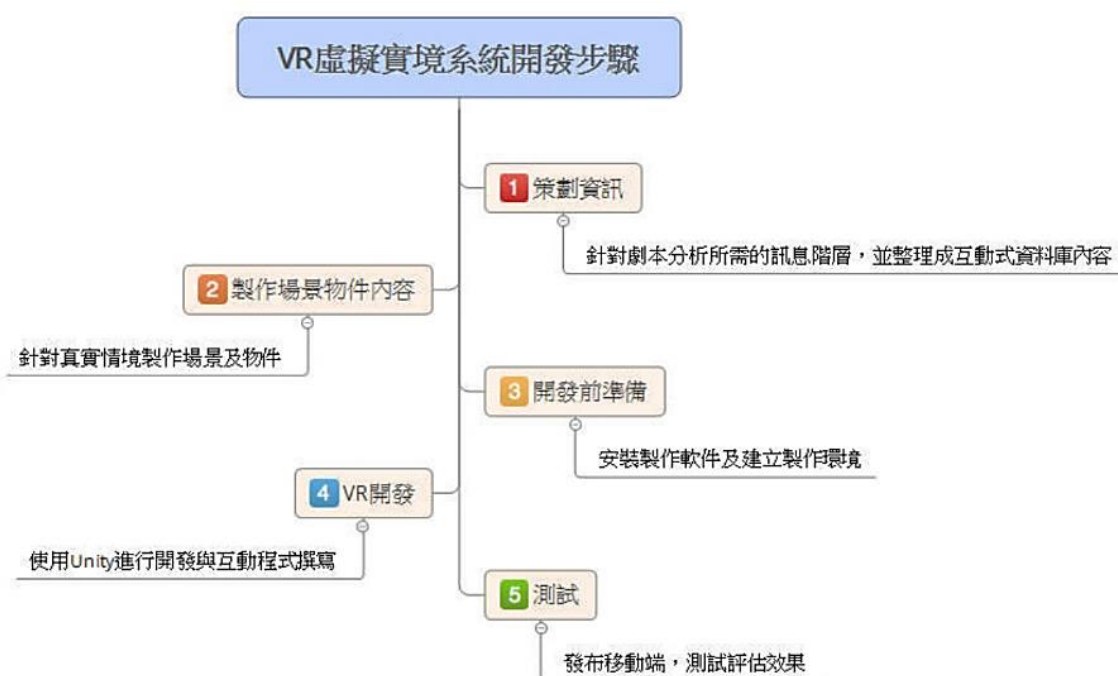 VR虛擬實境系統開發步驟
1 策劃資訊
針對劇本分析所需的訊息階層，並整理成互動式資料庫內容
2 製作場景物件內容
針對真實情境製作場景及物件
3 開發前準備
安裝製作軟件及建立製作環境
4 VR開發
使用Unity進行開發與互動程式撰寫
5 測試
發布移動端，測試評估效果